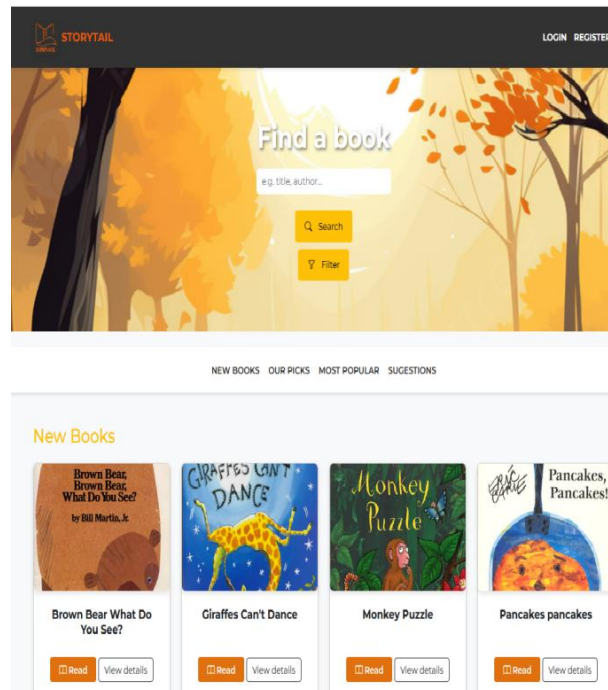 STORYTAIL
LOGIN REGISTER
Find a book
e.g. title, author...
Search
Filter
NEW BOOKS OUR PICKS MOST POPULAR SUGESTIONS
New Books
Brown Bear,
Brown Bear,
What Do You See?
by Bill Martin, Jr.
GIRAFFES CAN'T
DANCE
Monkey
Puzzle
ERIC
CARLE
Pancakes,
Pancakes!
Brown Bear What Do
You See?
Giraffes Can't Dance
Monkey Puzzle
Pancakes pancakes
Read View details
Read View details
Read View details
Read View details